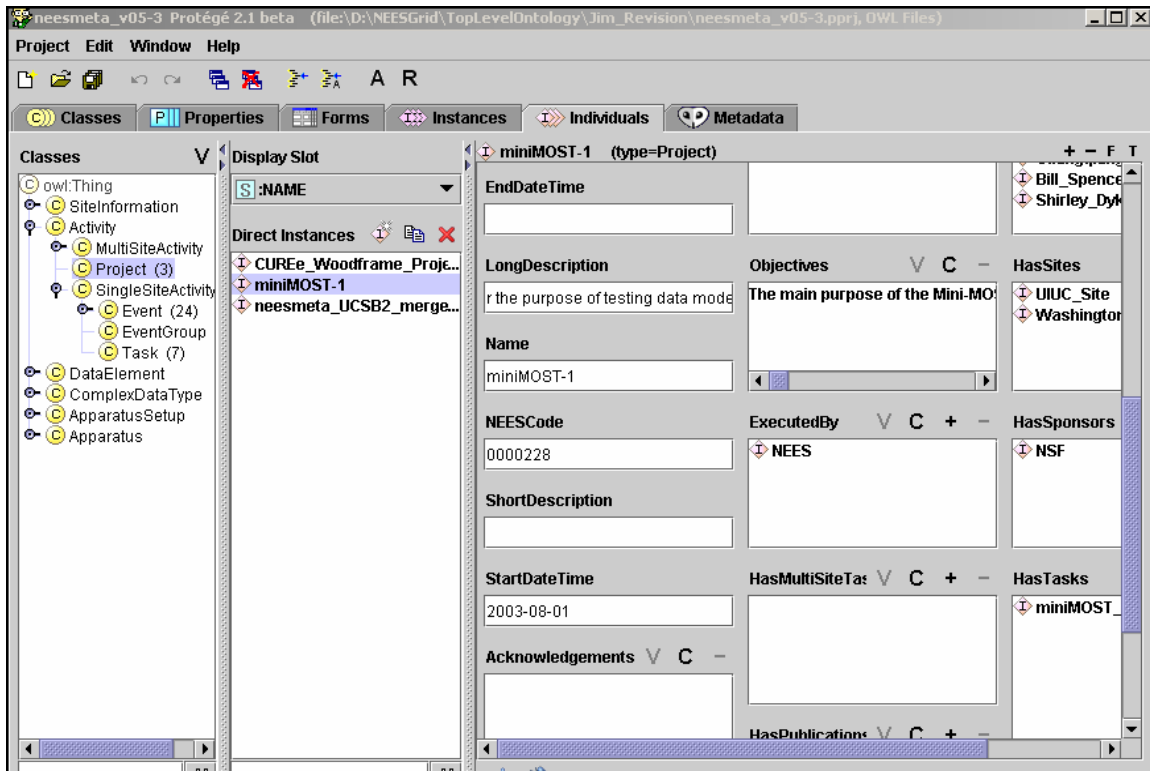 neesmeta_v05-3 Protégé 2.1 beta (file:\D:\NEESGrid\TopLevelOntology\Jim_Revision\neesmeta_v05-3.pprj, OWL Files)
Project Edit Window Help
A R
C Classes P Properties Forms Instances Individuals Metadata
Classes V
owl:Thing
SiteInformation
Activity
MultiSiteActivity
Project (3)
SingleSiteActivity
Event (24)
EventGroup
Task (7)
DataElement
ComplexDataType
ApparatusSetup
Apparatus
Display Slot
S :NAME
Direct Instances
CUREe_Woodframe_Proje...
miniMOST-1
neesmeta_UCSB2_merge...
miniMOST-1 (type=Project) + − F T
EndDateTime
LongDescription
r the purpose of testing data mode
Name
miniMOST-1
NEESCode
0000228
ShortDescription
StartDateTime
2003-08-01
Acknowledgements V C −
Objectives V C −
The main purpose of the Mini-MO
ExecutedBy V C + −
NEES
HasMultiSiteTas V C + −
HasPublications V C + −
Bill_Spence
Shirley_Dyk
HasSites
UIUC_Site
Washington
HasSponsors
NSF
HasTasks
miniMOST_